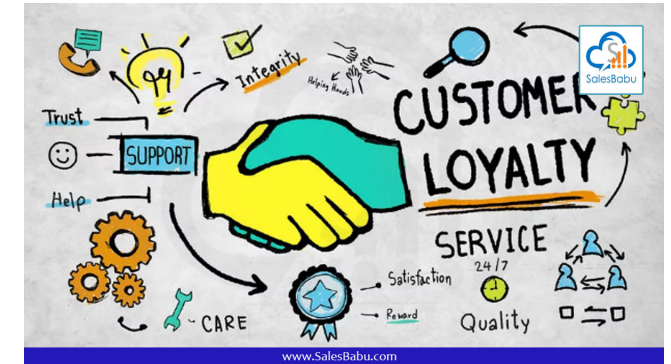 Integrity
Helping Hands
SalesBabu
CUSTOMER
LOYALTY
Trust
SUPPORT
Help
SERVICE
24/7
Quality
Satisfaction
Reward
CARE
www.SalesBabu.com